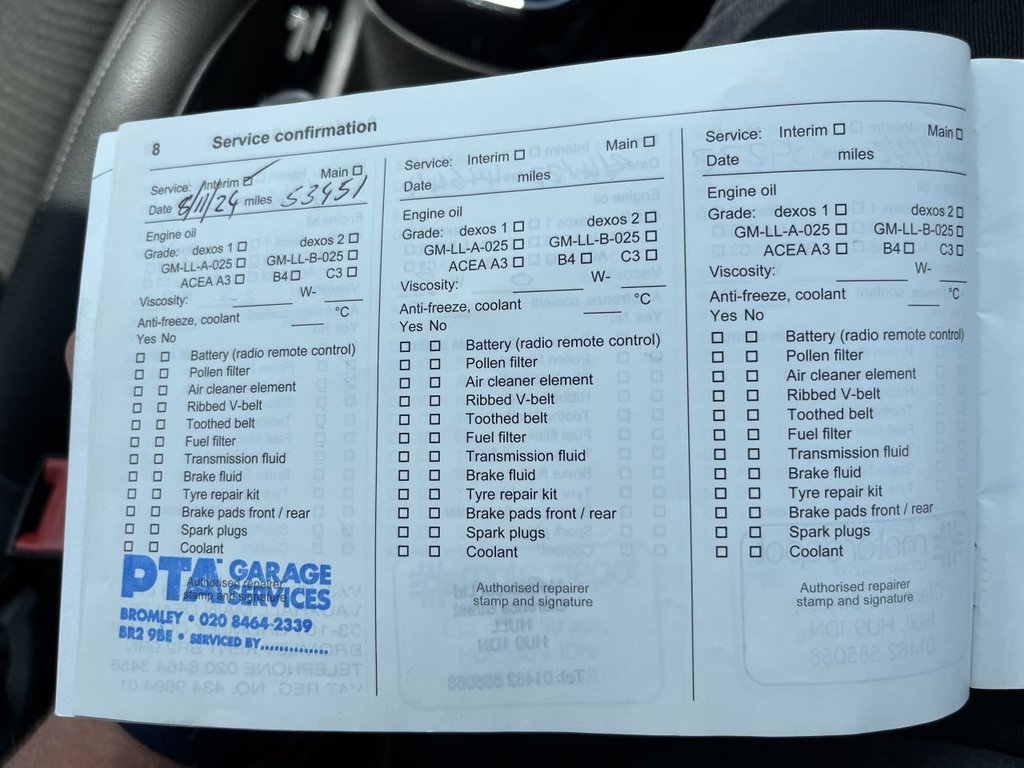 8 Service confirmation
Service: Interim Main
Date 8/11/24 miles 53451
Engine oil
Grade: dexos 1 dexos 2
GM-LL-A-025 GM-LL-B-025
ACEA A3 B4 C3
Viscosity: W-
Anti-freeze, coolant °C
Yes No
Battery (radio remote control)
Pollen filter
Air cleaner element
Ribbed V-belt
Toothed belt
Fuel filter
Transmission fluid
Brake fluid
Tyre repair kit
Brake pads front / rear
Spark plugs
Coolant
Authorised repairer
stamp and signature
PTA GARAGE
SERVICES
BROMLEY • 020 8464 2339
BR2 9BE • SERVICED BY..............
Service: Interim Main
Date miles
Engine oil
Grade: dexos 1 dexos 2
GM-LL-A-025 GM-LL-B-025
ACEA A3 B4 C3
Viscosity: W-
Anti-freeze, coolant °C
Yes No
Battery (radio remote control)
Pollen filter
Air cleaner element
Ribbed V-belt
Toothed belt
Fuel filter
Transmission fluid
Brake fluid
Tyre repair kit
Brake pads front / rear
Spark plugs
Coolant
Authorised repairer
stamp and signature
Service: Interim Main
Date miles
Engine oil
Grade: dexos 1 dexos 2
GM-LL-A-025 GM-LL-B-025
ACEA A3 B4 C3
Viscosity: W-
Anti-freeze, coolant °C
Yes No
Battery (radio remote control)
Pollen filter
Air cleaner element
Ribbed V-belt
Toothed belt
Fuel filter
Transmission fluid
Brake fluid
Tyre repair kit
Brake pads front / rear
Spark plugs
Coolant
Authorised repairer
stamp and signature